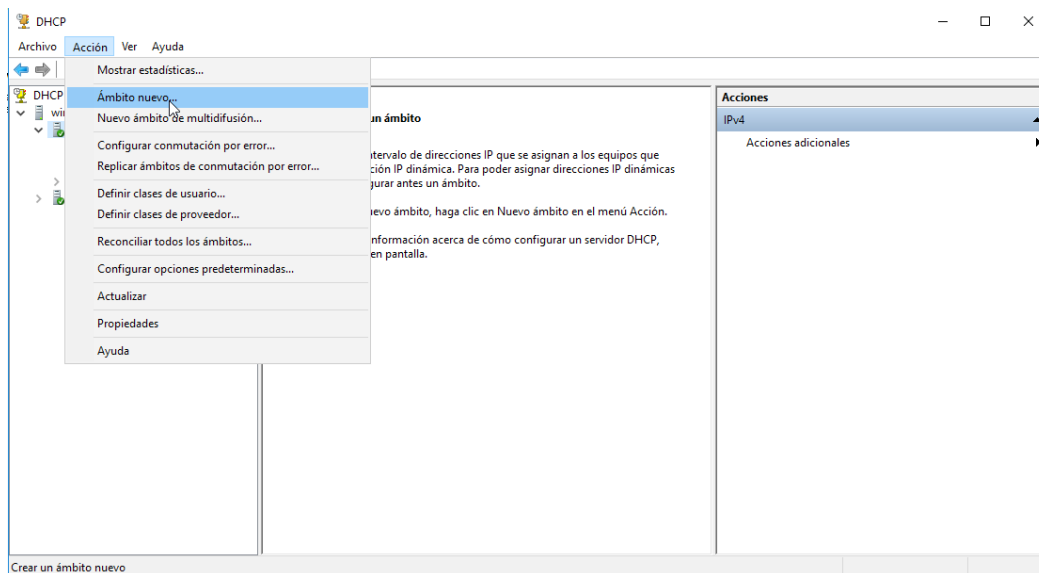 DHCP
Archivo Acción Ver Ayuda
Mostrar estadísticas...
Ámbito nuevo...
Nuevo ámbito de multidifusión...
Configurar conmutación por error...
Replicar ámbitos de conmutación por error...
Definir clases de usuario...
Definir clases de proveedor...
Reconciliar todos los ámbitos...
Configurar opciones predeterminadas...
Actualizar
Propiedades
Ayuda
DHCP
un ámbito
ción IP dinámica. Para poder asignar direcciones IP dinámicas
gurar antes un ámbito.
ámbito, haga clic en Nuevo ámbito en el menú Acción.
acerca de cómo configurar un servidor DHCP,
en pantalla.
de direcciones IP que se asignan a los equipos que
Acciones
IPv4
Acciones adicionales
Crear un ámbito nuevo